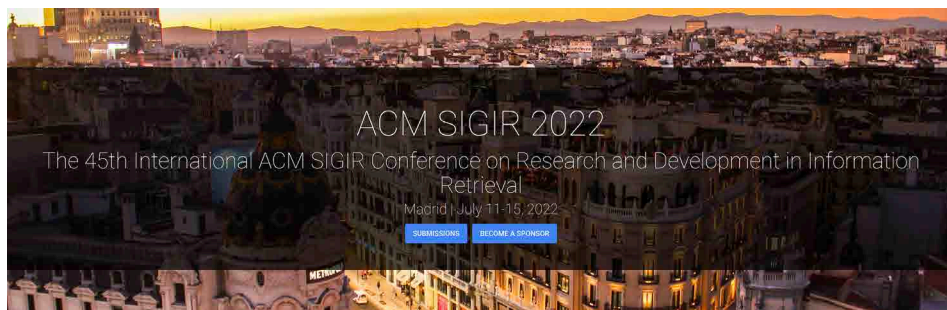 ACM SIGIR 2022
The 45th International ACM SIGIR Conference on Research and Development in Information
Retrieval
Madrid | July 11-15, 2022
SUBMISSIONS BECOME A SPONSOR
METROPOLIS